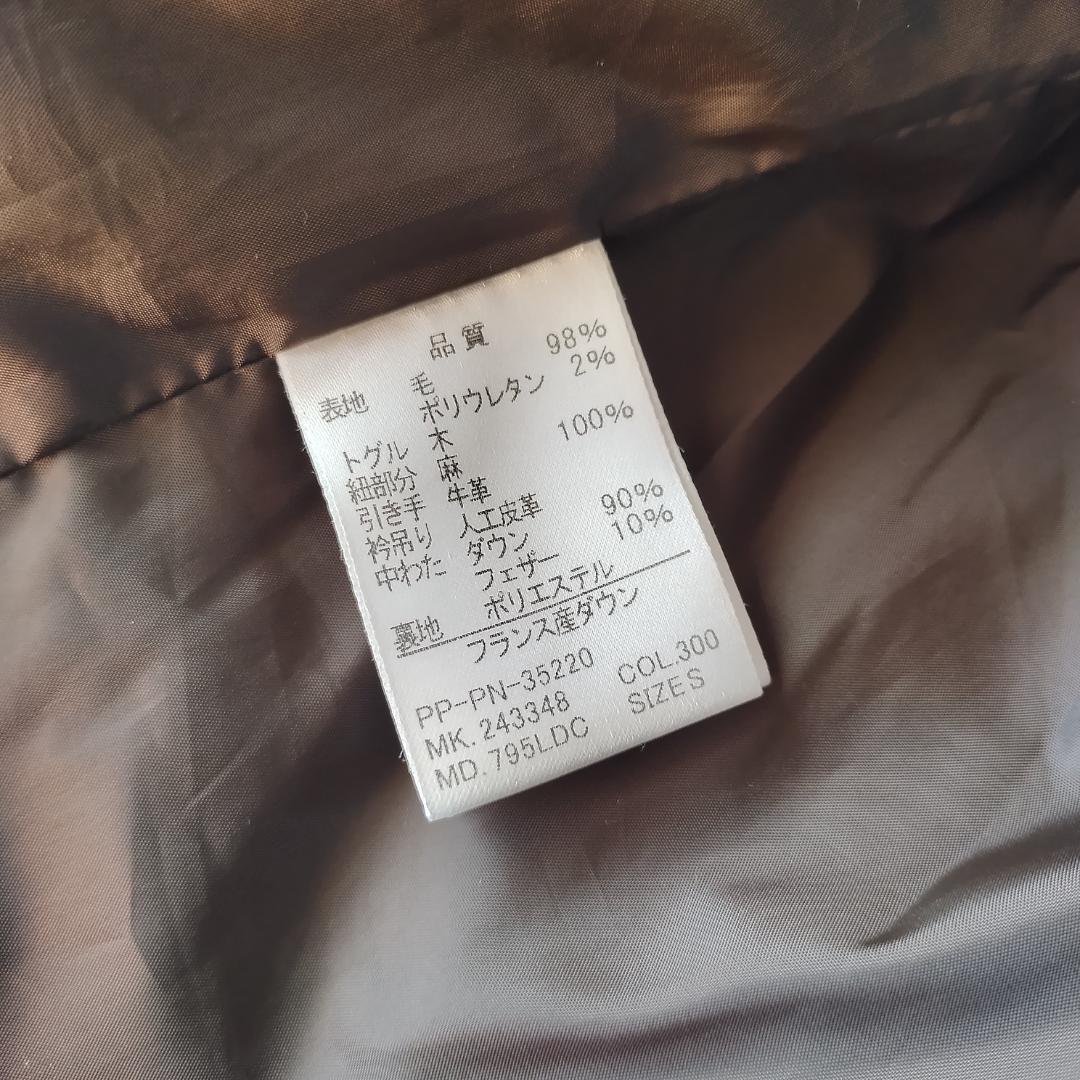 品質
表地 毛 98%
ポリウレタン 2%
トグル 木
紐部分 麻 100%
引き手 牛革
衿吊り 人工皮革
中わた ダウン 90%
フェザー 10%
裏地 ポリエステル
フランス産ダウン
PP-PN-35220 COL.300
MK.243348 SIZE S
MD.795LDC